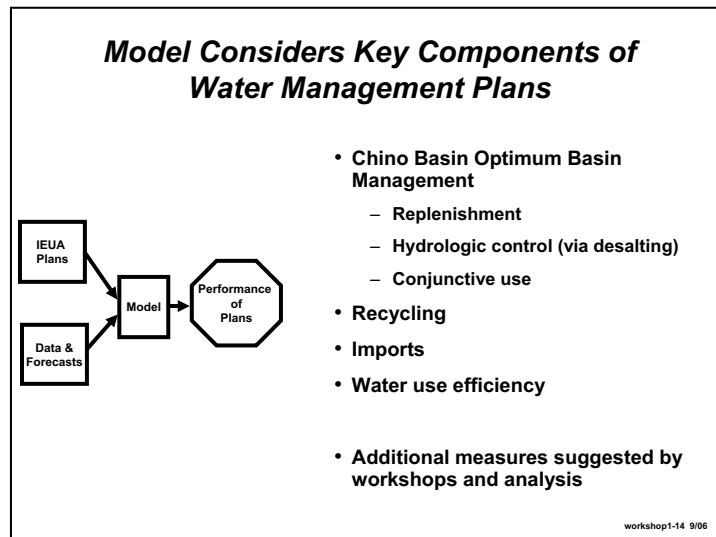 Model Considers Key Components of
Water Management Plans
IEUA
Plans
Data &
Forecasts
Model
Performance
of
Plans
• Chino Basin Optimum Basin
Management
– Replenishment
– Hydrologic control (via desalting)
– Conjunctive use
• Recycling
• Imports
• Water use efficiency
• Additional measures suggested by
workshops and analysis
workshop1-14 9/06